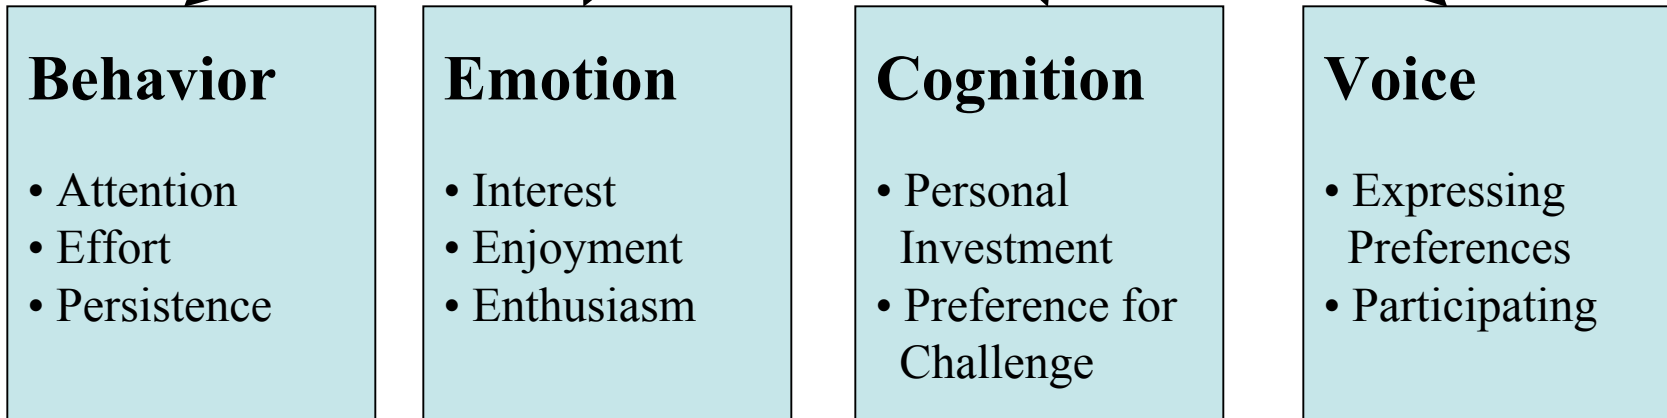 Behavior
• Attention
• Effort
• Persistence
Emotion
• Interest
• Enjoyment
• Enthusiasm
Cognition
• Personal
Investment
• Preference for
Challenge
Voice
• Expressing
Preferences
• Participating